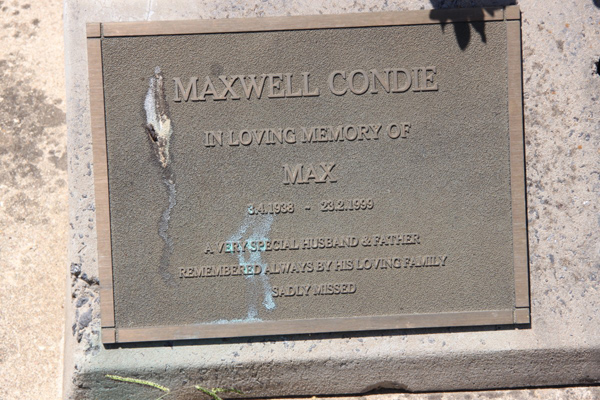 MAXWELL CONDIE
IN LOVING MEMORY OF
MAX
3.4.1938 - 23.2.1999
A VERY SPECIAL HUSBAND & FATHER
REMEMBERED ALWAYS BY HIS LOVING FAMILY
SADLY MISSED